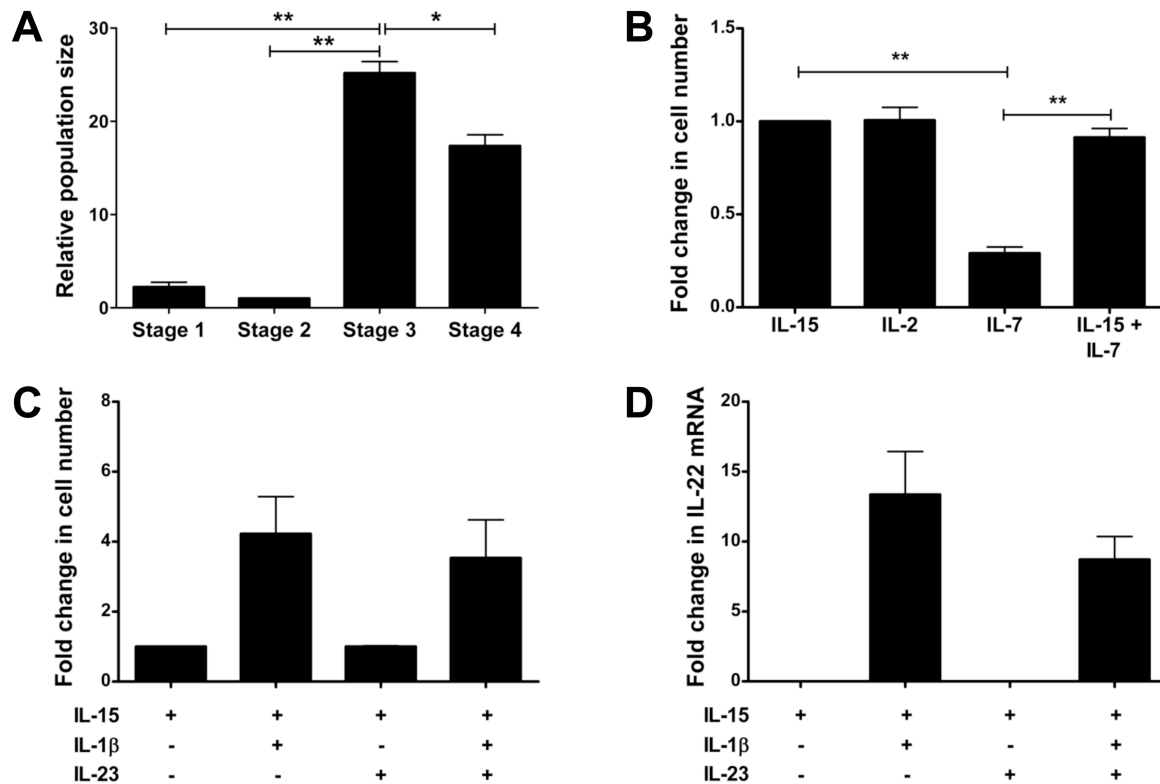 A
Relative population size
30
20
10
0
**
*
**
Stage 1 Stage 2 Stage 3 Stage 4
B
Fold change in cell number
1.5
1.0
0.5
0.0
**
**
IL-15 IL-2 IL-7 IL-15 +
IL-7
C
Fold change in cell number
8
6
4
2
0
IL-15 + + + +
IL-1β - + - +
IL-23 - - + +
D
Fold change in IL-22 mRNA
20
15
10
5
0
IL-15 + + + +
IL-1β - + - +
IL-23 - - + +